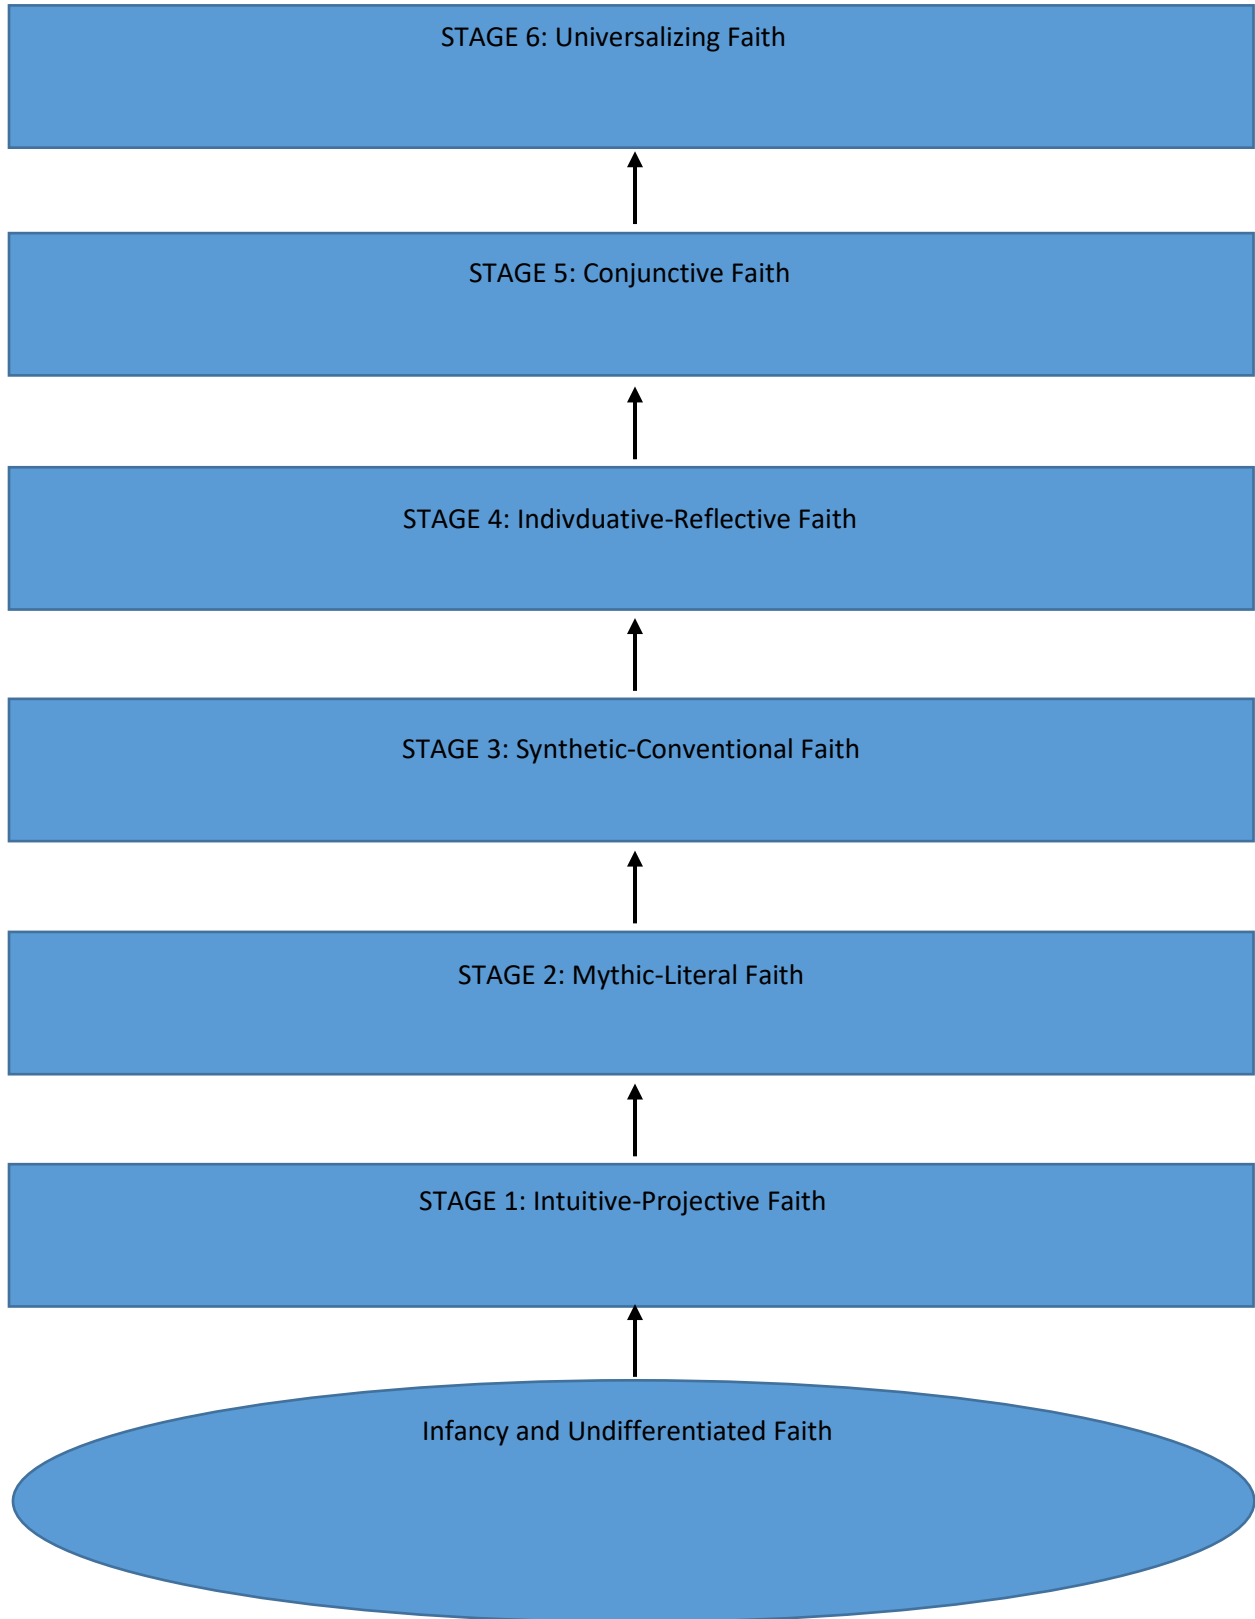 STAGE 6: Universalizing Faith
STAGE 5: Conjunctive Faith
STAGE 4: Indivduative-Reflective Faith
STAGE 3: Synthetic-Conventional Faith
STAGE 2: Mythic-Literal Faith
STAGE 1: Intuitive-Projective Faith
Infancy and Undifferentiated Faith